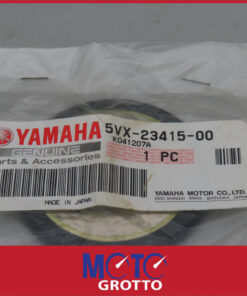 YAMAHA
GENUINE
Parts & Accessories
5VX-23415-00
K041207A
1 PC
MADE IN JAPAN
YAMAHA MOTOR CO., LTD.
MOTO
GROTTO